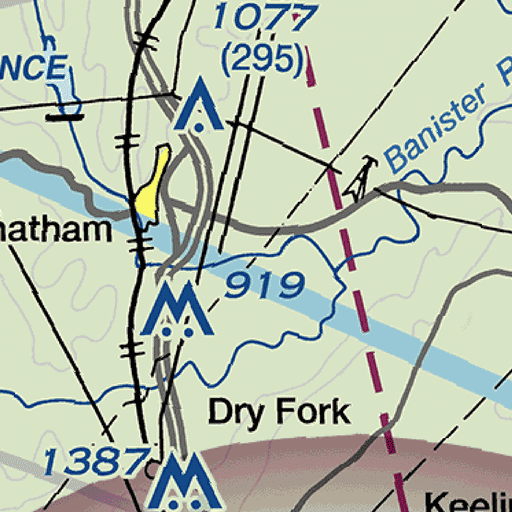 1077
(295)
NCE
Banister R
hatham
919
Dry Fork
1387
Keelin